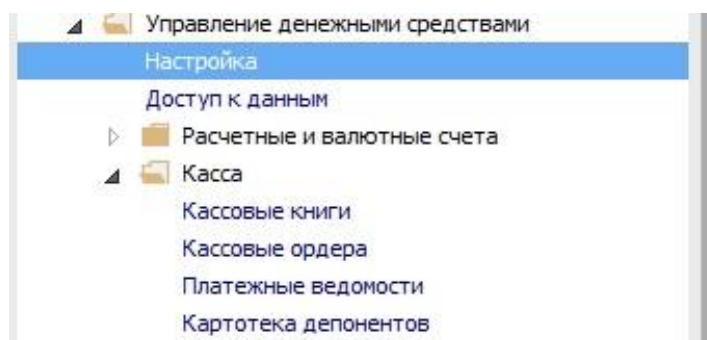 Управление денежными средствами
Настройка
Доступ к данным
Расчетные и валютные счета
Касса
Кассовые книги
Кассовые ордера
Платежные ведомости
Картотека депонентов